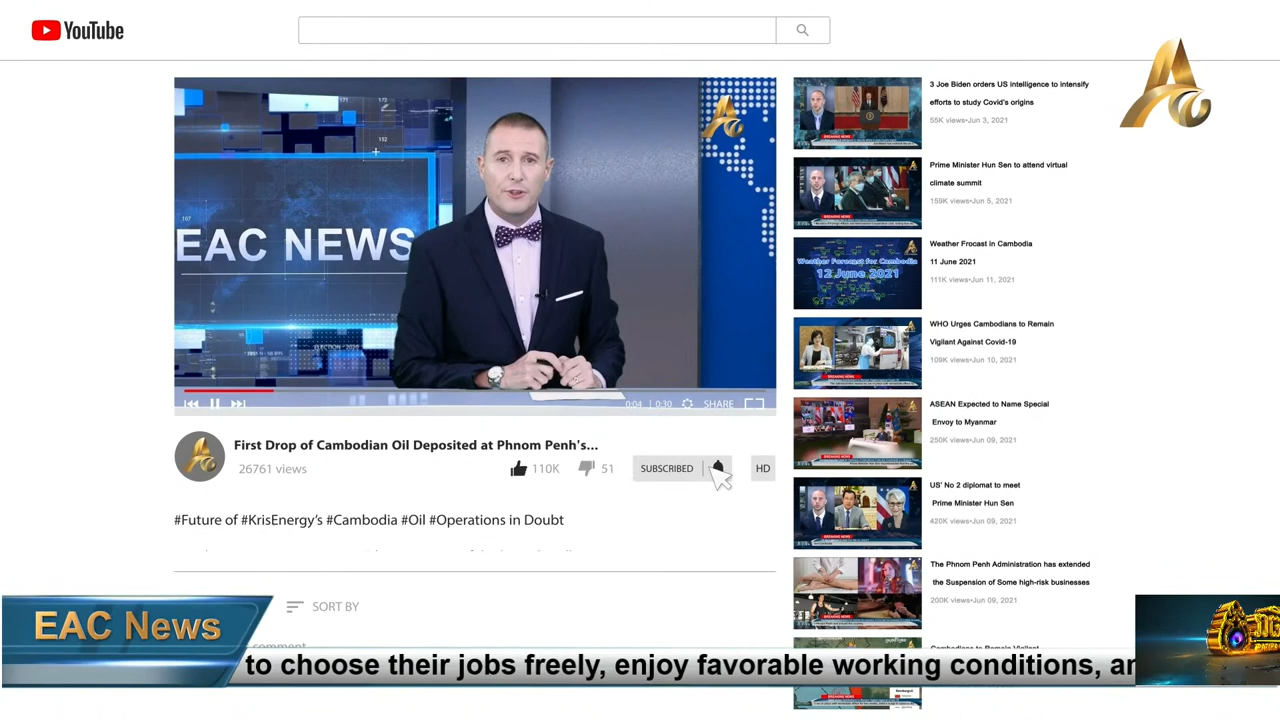 YouTube
EAC NEWS
0:04 | 0:30
SHARE
First Drop of Cambodian Oil Deposited at Phnom Penh's...
26761 views
110K
51
SUBSCRIBED
HD
#Future of #KrisEnergy's #Cambodia #Oil #Operations in Doubt
SORT BY
comment
3 Joe Biden orders US intelligence to intensify
efforts to study Covid's origins
55K views•Jun 3, 2021
Prime Minister Hun Sen to attend virtual
climate summit
159K views•Jun 5, 2021
Weather Forecast for Cambodia
12 June 2021
Weather Frocast in Cambodia
11 June 2021
111K views•Jun 11, 2021
WHO Urges Cambodians to Remain
Vigilant Against Covid-19
109K views•Jun 10, 2021
ASEAN Expected to Name Special
Envoy to Myanmar
250K views•Jun 09, 2021
US' No 2 diplomat to meet
Prime Minister Hun Sen
420K views•Jun 09, 2021
The Phnom Penh Administration has extended
the Suspension of Some high-risk businesses
200K views•Jun 09, 2021
Cambodians to Remain Vigilant
EAC News
to choose their jobs freely, enjoy favorable working conditions, an